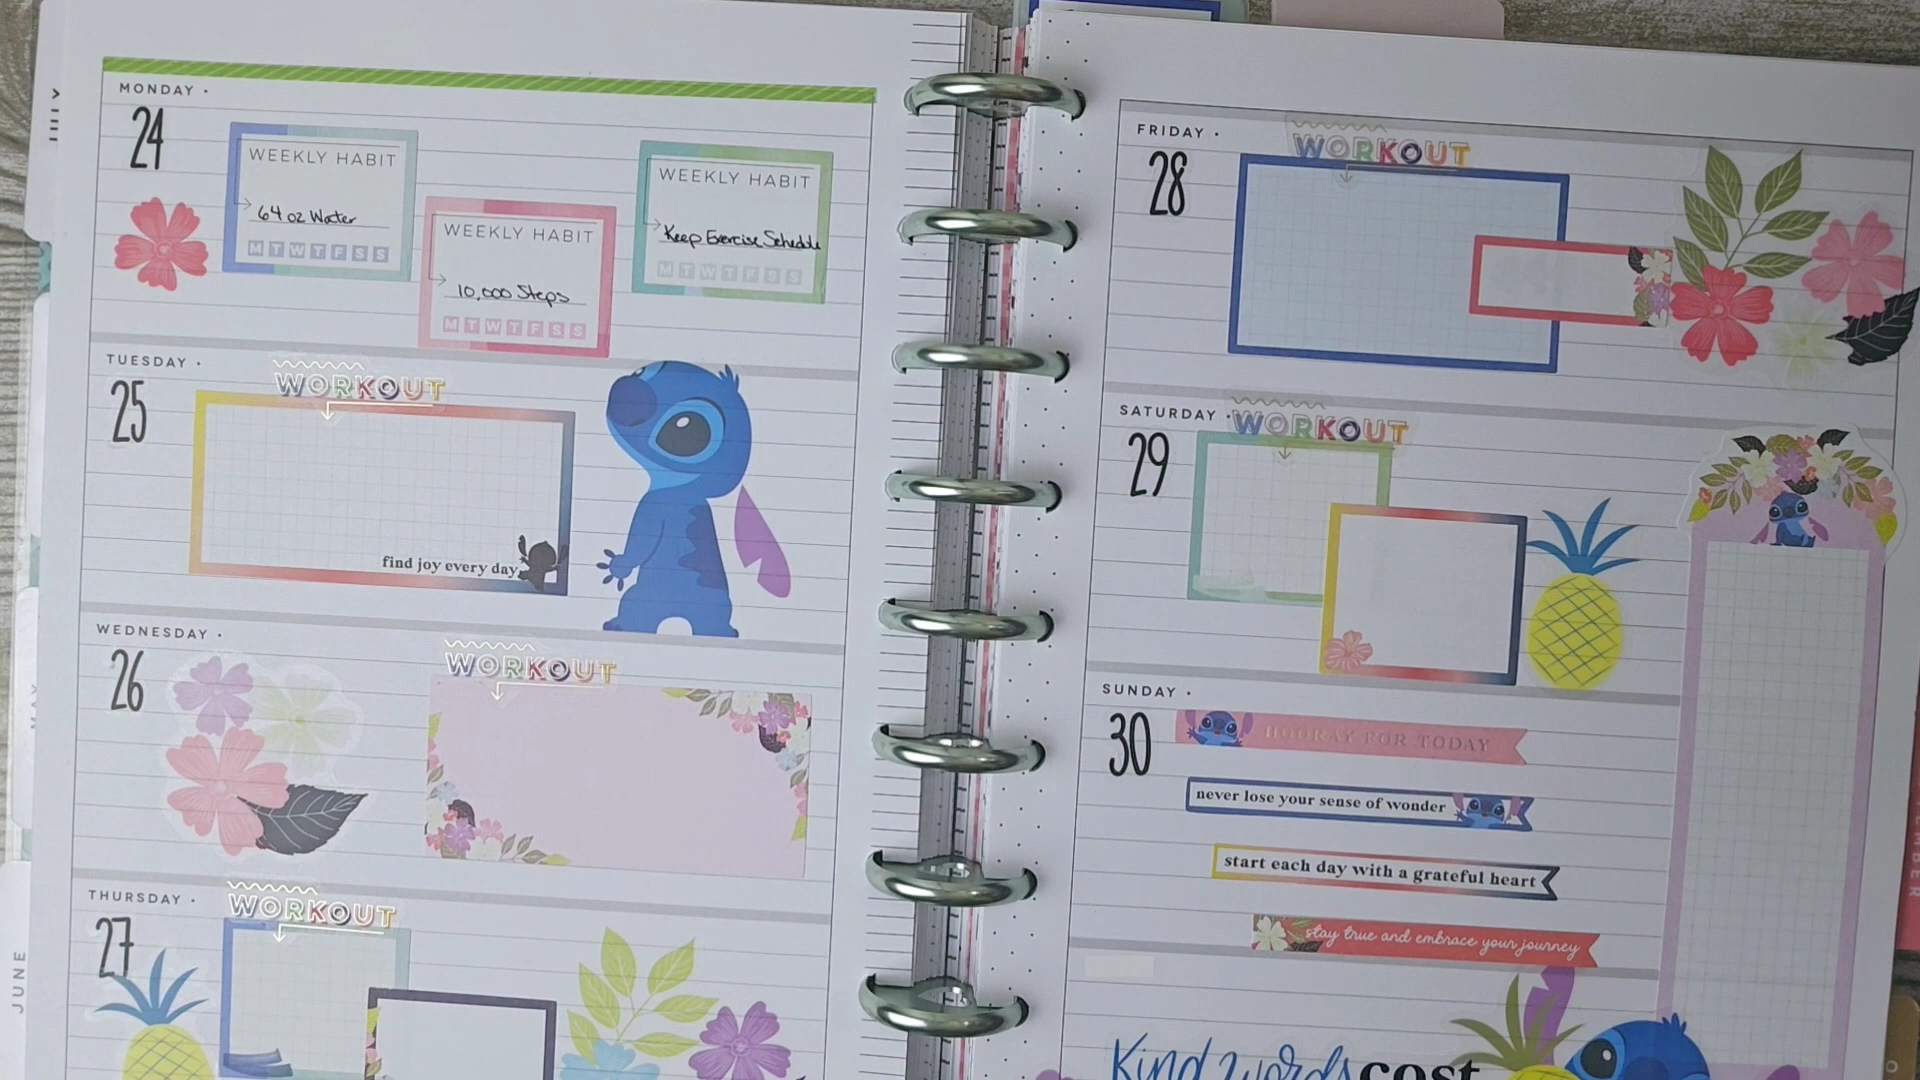 MONDAY •
24
WEEKLY HABIT
64 oz Water
M T W T F S S
WEEKLY HABIT
10,000 Steps
M T W T F S S
WEEKLY HABIT
Keep Exercise Schedule
M T W T F S S
TUESDAY •
25
WORKOUT
find joy every day
WEDNESDAY •
26
WORKOUT
THURSDAY •
27
WORKOUT
JUNE
FRIDAY •
28
WORKOUT
SATURDAY •
29
WORKOUT
SUNDAY •
30
HOORAY FOR TODAY
never lose your sense of wonder
start each day with a grateful heart
stay true and embrace your journey
Kind words cost